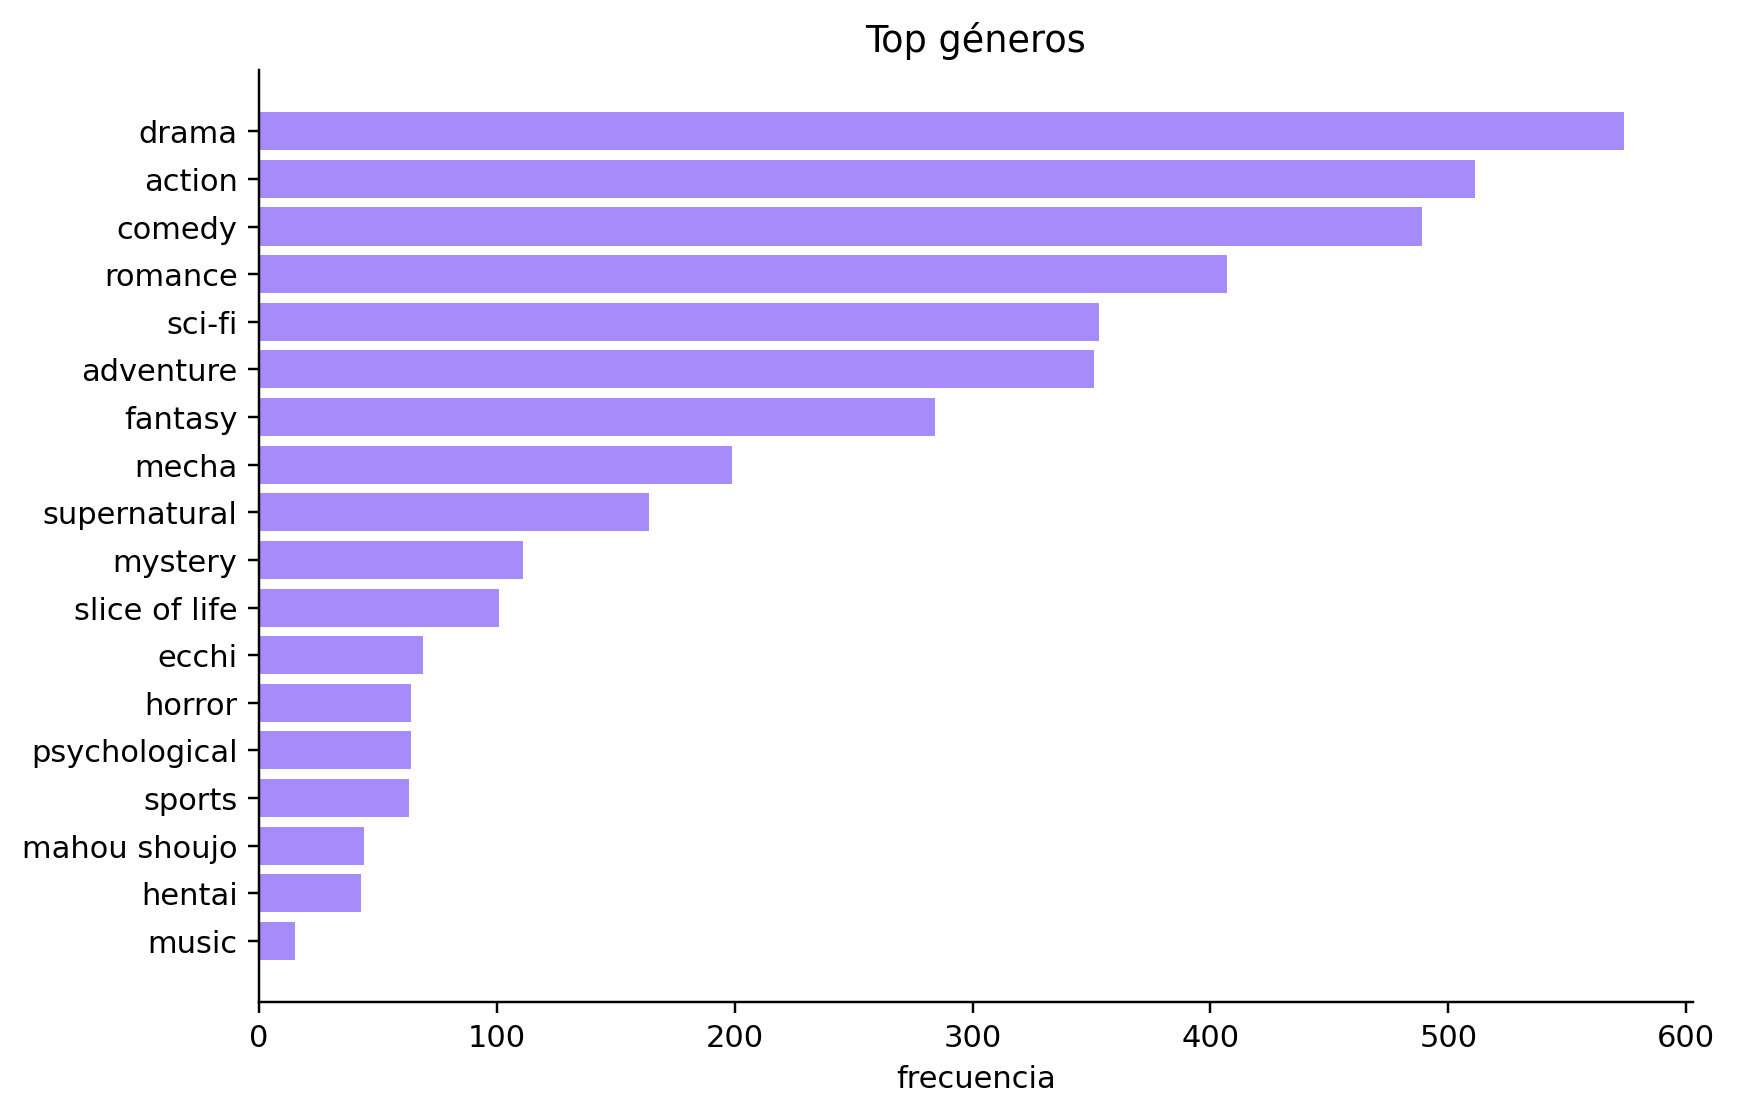 Top géneros
drama
action
comedy
romance
sci-fi
adventure
fantasy
mecha
supernatural
mystery
slice of life
ecchi
horror
psychological
sports
mahou shoujo
hentai
music
0 100 200 300 400 500 600
frecuencia